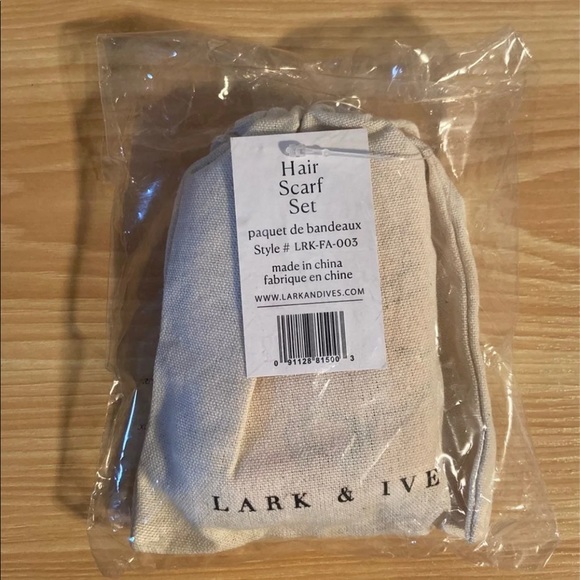 Hair
Scarf
Set
paquet de bandeaux
Style # LRK-FA-003
made in china
fabrique en chine
WWW.LARKANDIVES.COM
0 91128 81500 3
LARK & IVE